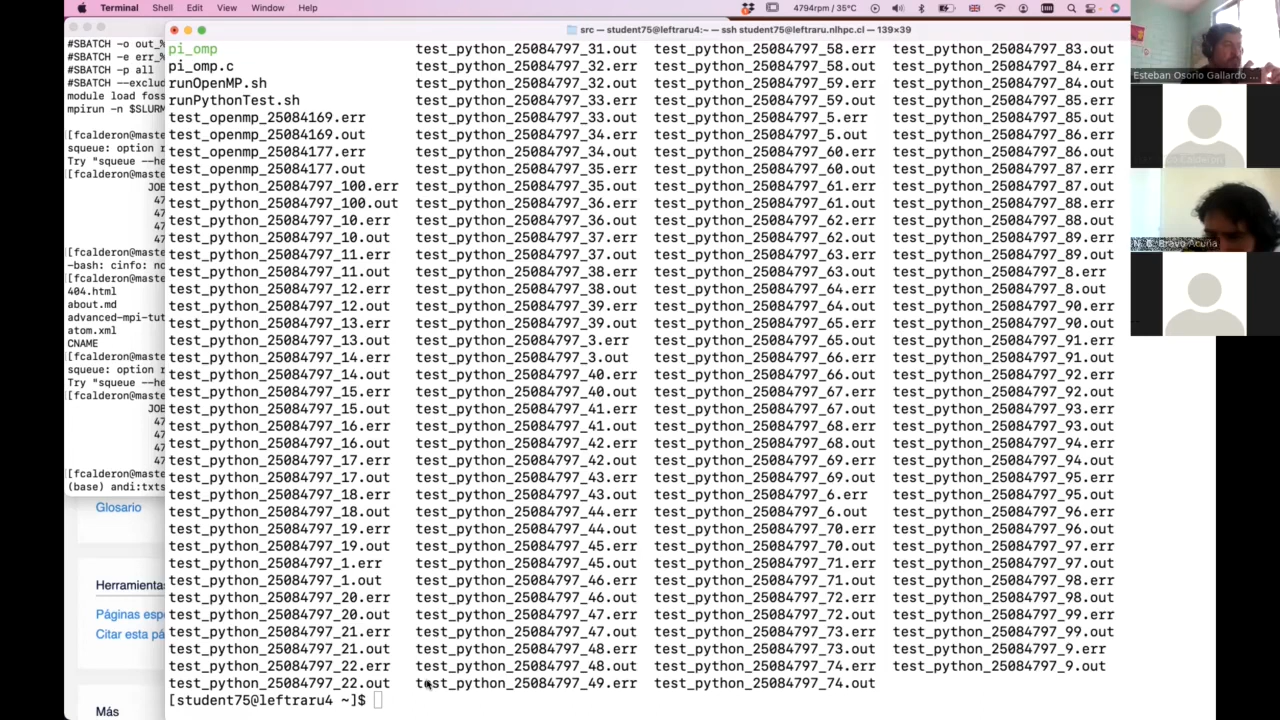 Terminal Shell Edit View Window Help 4794rpm / 35°C
src — student75@leftraru4:~ — ssh student75@leftraru.nlhpc.cl — 139×39
#SBATCH -o out_%
#SBATCH -e err_%
#SBATCH -p all
#SBATCH --exclud
module load foss
mpirun -n $SLURM
[fcalderon@maste
squeue: option r
Try "squeue --he
[fcalderon@maste
JOB
47
47
47
47
[fcalderon@maste
-bash: cinfo: no
[fcalderon@maste
404.html
about.md
advanced-mpi-tut
atom.xml
CNAME
[fcalderon@maste
squeue: option r
Try "squeue --he
[fcalderon@maste
JOB
47
47
47
47
[fcalderon@maste
(base) andi:txts
Glosario
Herramientas
Páginas espe
Citar esta pá
Más
pi_omp test_python_25084797_31.out test_python_25084797_58.err test_python_25084797_83.out
pi_omp.c test_python_25084797_32.err test_python_25084797_58.out test_python_25084797_84.err
runOpenMP.sh test_python_25084797_32.out test_python_25084797_59.err test_python_25084797_84.out
runPythonTest.sh test_python_25084797_33.err test_python_25084797_59.out test_python_25084797_85.err
test_openmp_25084169.err test_python_25084797_33.out test_python_25084797_5.err test_python_25084797_85.out
test_openmp_25084169.out test_python_25084797_34.err test_python_25084797_5.out test_python_25084797_86.err
test_openmp_25084177.err test_python_25084797_34.out test_python_25084797_60.err test_python_25084797_86.out
test_openmp_25084177.out test_python_25084797_35.err test_python_25084797_60.out test_python_25084797_87.err
test_python_25084797_100.err test_python_25084797_35.out test_python_25084797_61.err test_python_25084797_87.out
test_python_25084797_100.out test_python_25084797_36.err test_python_25084797_61.out test_python_25084797_88.err
test_python_25084797_10.err test_python_25084797_36.out test_python_25084797_62.err test_python_25084797_88.out
test_python_25084797_10.out test_python_25084797_37.err test_python_25084797_62.out test_python_25084797_89.err
test_python_25084797_11.err test_python_25084797_37.out test_python_25084797_63.err test_python_25084797_89.out
test_python_25084797_11.out test_python_25084797_38.err test_python_25084797_63.out test_python_25084797_8.err
test_python_25084797_12.err test_python_25084797_38.out test_python_25084797_64.err test_python_25084797_8.out
test_python_25084797_12.out test_python_25084797_39.err test_python_25084797_64.out test_python_25084797_90.err
test_python_25084797_13.err test_python_25084797_39.out test_python_25084797_65.err test_python_25084797_90.out
test_python_25084797_13.out test_python_25084797_3.err test_python_25084797_65.out test_python_25084797_91.err
test_python_25084797_14.err test_python_25084797_3.out test_python_25084797_66.err test_python_25084797_91.out
test_python_25084797_14.out test_python_25084797_40.err test_python_25084797_66.out test_python_25084797_92.err
test_python_25084797_15.err test_python_25084797_40.out test_python_25084797_67.err test_python_25084797_92.out
test_python_25084797_15.out test_python_25084797_41.err test_python_25084797_67.out test_python_25084797_93.err
test_python_25084797_16.err test_python_25084797_41.out test_python_25084797_68.err test_python_25084797_93.out
test_python_25084797_16.out test_python_25084797_42.err test_python_25084797_68.out test_python_25084797_94.err
test_python_25084797_17.err test_python_25084797_42.out test_python_25084797_69.err test_python_25084797_94.out
test_python_25084797_17.out test_python_25084797_43.err test_python_25084797_69.out test_python_25084797_95.err
test_python_25084797_18.err test_python_25084797_43.out test_python_25084797_6.err test_python_25084797_95.out
test_python_25084797_18.out test_python_25084797_44.err test_python_25084797_6.out test_python_25084797_96.err
test_python_25084797_19.err test_python_25084797_44.out test_python_25084797_70.err test_python_25084797_96.out
test_python_25084797_19.out test_python_25084797_45.err test_python_25084797_70.out test_python_25084797_97.err
test_python_25084797_1.err test_python_25084797_45.out test_python_25084797_71.err test_python_25084797_97.out
test_python_25084797_1.out test_python_25084797_46.err test_python_25084797_71.out test_python_25084797_98.err
test_python_25084797_20.err test_python_25084797_46.out test_python_25084797_72.err test_python_25084797_98.out
test_python_25084797_20.out test_python_25084797_47.err test_python_25084797_72.out test_python_25084797_99.err
test_python_25084797_21.err test_python_25084797_47.out test_python_25084797_73.err test_python_25084797_99.out
test_python_25084797_21.out test_python_25084797_48.err test_python_25084797_73.out test_python_25084797_9.err
test_python_25084797_22.err test_python_25084797_48.out test_python_25084797_74.err test_python_25084797_9.out
test_python_25084797_22.out test_python_25084797_49.err test_python_25084797_74.out
[student75@leftraru4 ~]$
Esteban Osorio Gallardo ...
N. G. Bravo Acuña